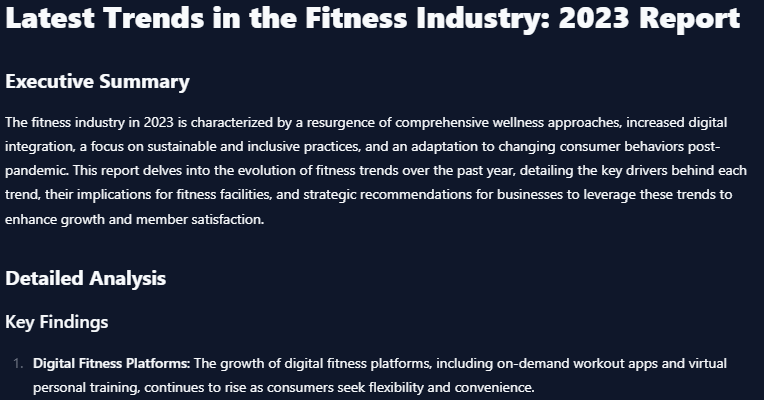 Latest Trends in the Fitness Industry: 2023 Report
Executive Summary
The fitness industry in 2023 is characterized by a resurgence of comprehensive wellness approaches, increased digital
integration, a focus on sustainable and inclusive practices, and an adaptation to changing consumer behaviors post-
pandemic. This report delves into the evolution of fitness trends over the past year, detailing the key drivers behind each
trend, their implications for fitness facilities, and strategic recommendations for businesses to leverage these trends to
enhance growth and member satisfaction.
Detailed Analysis
Key Findings
1. Digital Fitness Platforms: The growth of digital fitness platforms, including on-demand workout apps and virtual
personal training, continues to rise as consumers seek flexibility and convenience.